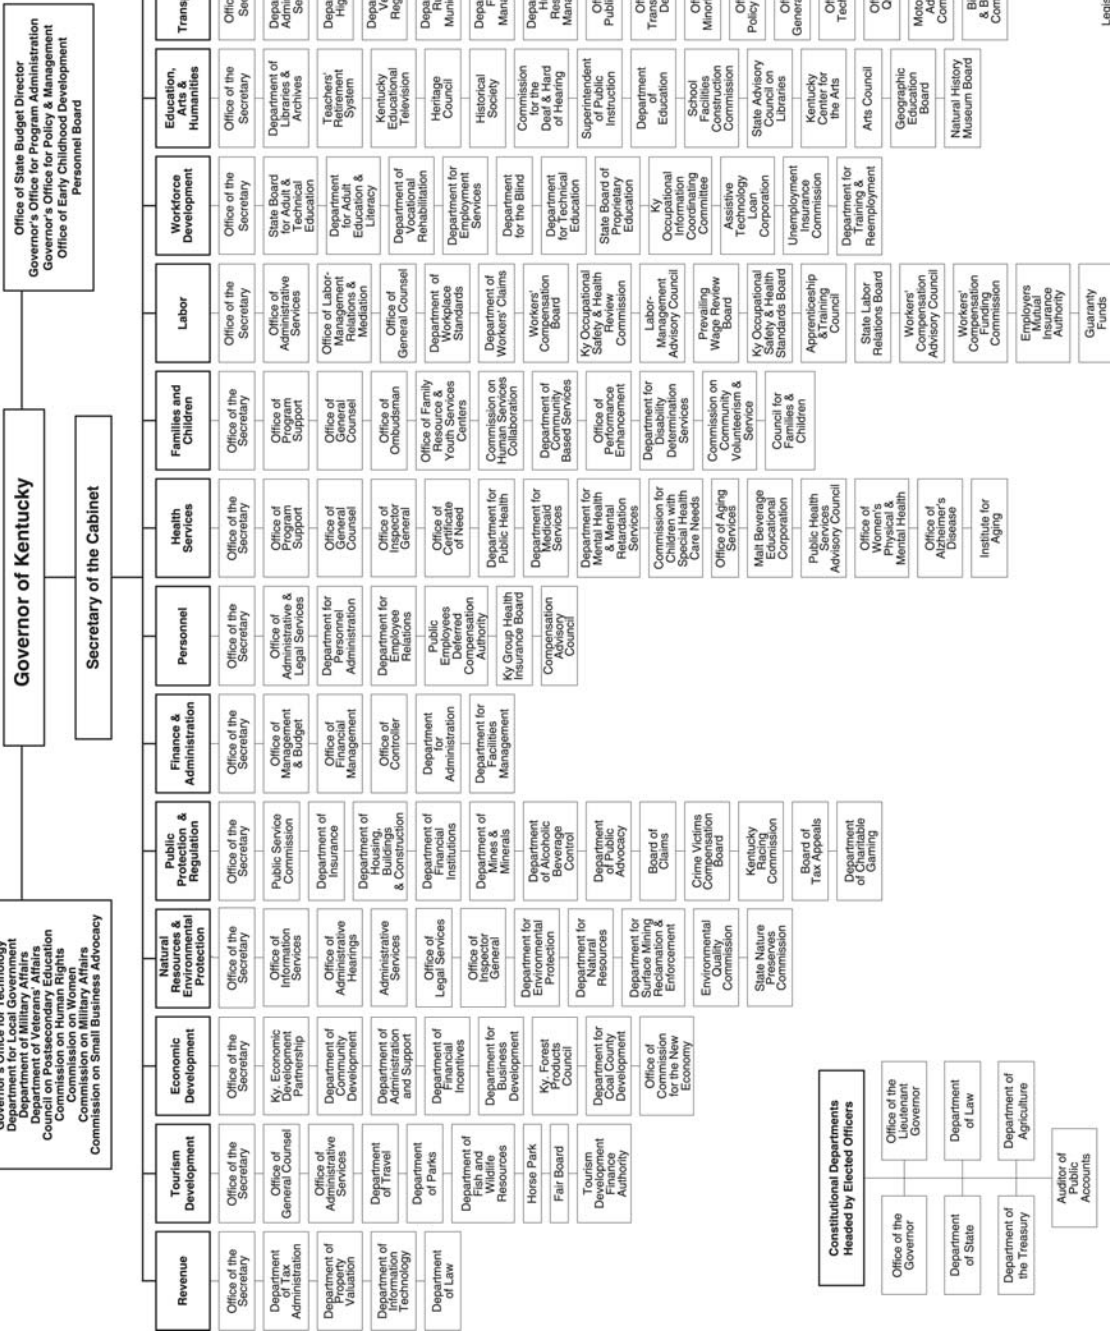 Governor's Office for Technology
Department for Local Government
Department of Military Affairs
Department of Veterans' Affairs
Council on Postsecondary Education
Commission on Human Rights
Commission on Women
Commission on Military Affairs
Commission on Small Business Advocacy
Governor of Kentucky
Office of State Budget Director
Governor's Office for Program Administration
Governor's Office for Policy & Management
Office of Early Childhood Development
Personnel Board
Secretary of the Cabinet
Revenue
Office of the
Secretary
Department
of Tax
Administration
Department of
Property
Valuation
Department of
Information
Technology
Department
of Law
Tourism
Development
Office of the
Secretary
Office of
General Counsel
Office of
Administrative
Services
Department
of Travel
Department
of Parks
Department of
Fish and
Wildlife
Resources
Horse Park
Fair Board
Tourism
Development
Finance
Authority
Economic
Development
Office of the
Secretary
Ky. Economic
Development
Partnership
Department of
Community
Development
Department of
Administration
and Support
Department of
Financial
Incentives
Department for
Business
Development
Ky. Forest
Products
Council
Department for
Coal County
Development
Office of
Commission
for the New
Economy
Natural
Resources &
Environmental
Protection
Office of the
Secretary
Office of
Information
Services
Office of
Administrative
Hearings
Administrative
Services
Office of
Legal Services
Office of
Inspector
General
Department for
Environmental
Protection
Department for
Natural
Resources
Department for
Surface Mining
Reclamation &
Enforcement
Environmental
Quality
Commission
State Nature
Preserves
Commission
Public
Protection &
Regulation
Office of the
Secretary
Public Service
Commission
Department of
Insurance
Department of
Housing,
Buildings
& Construction
Department of
Financial
Institutions
Department of
Mines &
Minerals
Department
of Alcoholic
Beverage
Control
Department
of Public
Advocacy
Board of
Claims
Crime Victims
Compensation
Board
Kentucky
Racing
Commission
Board of
Tax Appeals
Department
of Charitable
Gaming
Finance &
Administration
Office of the
Secretary
Office of
Management
& Budget
Office of
Financial
Management
Office of
Controller
Department
for
Administration
Department for
Facilities
Management
Personnel
Office of the
Secretary
Office of
Administrative &
Legal Services
Department for
Personnel
Administration
Department for
Employee
Relations
Public
Employees
Deferred
Compensation
Authority
Ky Group Health
Insurance Board
Compensation
Advisory
Council
Health
Services
Office of the
Secretary
Office of
Program
Support
Office of
General
Counsel
Office of
Inspector
General
Office of
Certificate
of Need
Department for
Public Health
Department for
Medicaid
Services
Department for
Mental Health
& Mental
Retardation
Services
Commission for
Children with
Special Health
Care Needs
Office of Aging
Services
Malt Beverage
Educational
Corporation
Public Health
Services
Advisory Council
Office of
Women's
Physical &
Mental Health
Office of
Alzheimer's
Disease
Institute for
Aging
Families and
Children
Office of the
Secretary
Office of
Program
Support
Office of
General
Counsel
Office of
Ombudsman
Office of Family
Resource &
Youth Services
Centers
Commission on
Human Services
Collaboration
Department of
Community
Based Services
Office of
Performance
Enhancement
Department for
Disability
Determination
Services
Commission on
Community
Volunteerism &
Service
Council for
Families &
Children
Labor
Office of the
Secretary
Office of
Administrative
Services
Office of Labor-
Management
Relations &
Mediation
Office of
General Counsel
Department of
Workplace
Standards
Department of
Workers' Claims
Workers'
Compensation
Board
Ky Occupational
Safety & Health
Review
Commission
Labor-
Management
Advisory Council
Prevailing
Wage Review
Board
Ky Occupational
Safety & Health
Standards Board
Apprenticeship
&Training
Council
State Labor
Relations Board
Workers'
Compensation
Advisory Council
Workers'
Compensation
Funding
Commission
Employers
Mutual
Insurance
Authority
Guaranty
Funds
Workforce
Development
Office of the
Secretary
State Board
for Adult &
Technical
Education
Department
for Adult
Education &
Literacy
Department of
Vocational
Rehabilitation
Department for
Employment
Services
Department
for the Blind
Department
for Technical
Education
State Board of
Proprietary
Education
Ky
Occupational
Information
Coordinating
Committee
Assistive
Technology
Loan
Corporation
Unemployment
Insurance
Commission
Department for
Training &
Reemployment
Education,
Arts &
Humanities
Office of the
Secretary
Department of
Libraries &
Archives
Teachers'
Retirement
System
Kentucky
Educational
Television
Heritage
Council
Historical
Society
Commission
for the
Deaf & Hard
of Hearing
Superintendent
of Public
Instruction
Department
of
Education
School
Facilities
Construction
Commission
State Advisory
Council on
Libraries
Kentucky
Center for
the Arts
Arts Council
Geographic
Education
Board
Natural History
Museum Board
Constitutional Departments
Headed by Elected Officers
Office of the
Governor
Office of the
Lieutenant
Governor
Department
of State
Department
of Law
Department of
the Treasury
Department of
Agriculture
Auditor of
Public
Accounts